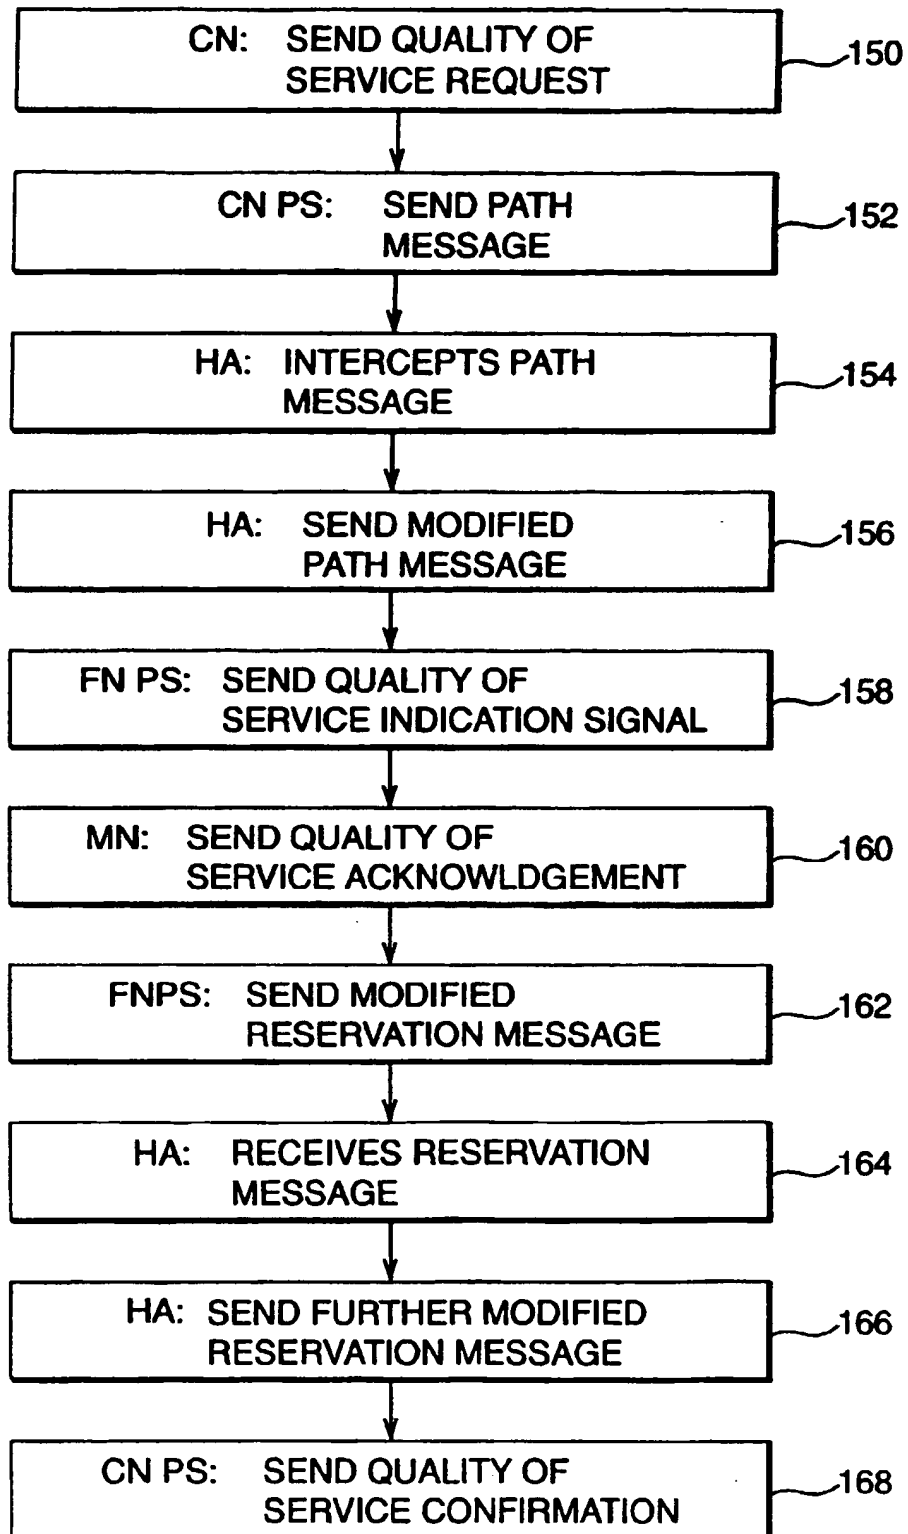 CN: SEND QUALITY OF
SERVICE REQUEST
150
CN PS: SEND PATH
MESSAGE
152
HA: INTERCEPTS PATH
MESSAGE
154
HA: SEND MODIFIED
PATH MESSAGE
156
FN PS: SEND QUALITY OF
SERVICE INDICATION SIGNAL
158
MN: SEND QUALITY OF
SERVICE ACKNOWLDGEMENT
160
FNPS: SEND MODIFIED
RESERVATION MESSAGE
162
HA: RECEIVES RESERVATION
MESSAGE
164
HA: SEND FURTHER MODIFIED
RESERVATION MESSAGE
166
CN PS: SEND QUALITY OF
SERVICE CONFIRMATION
168